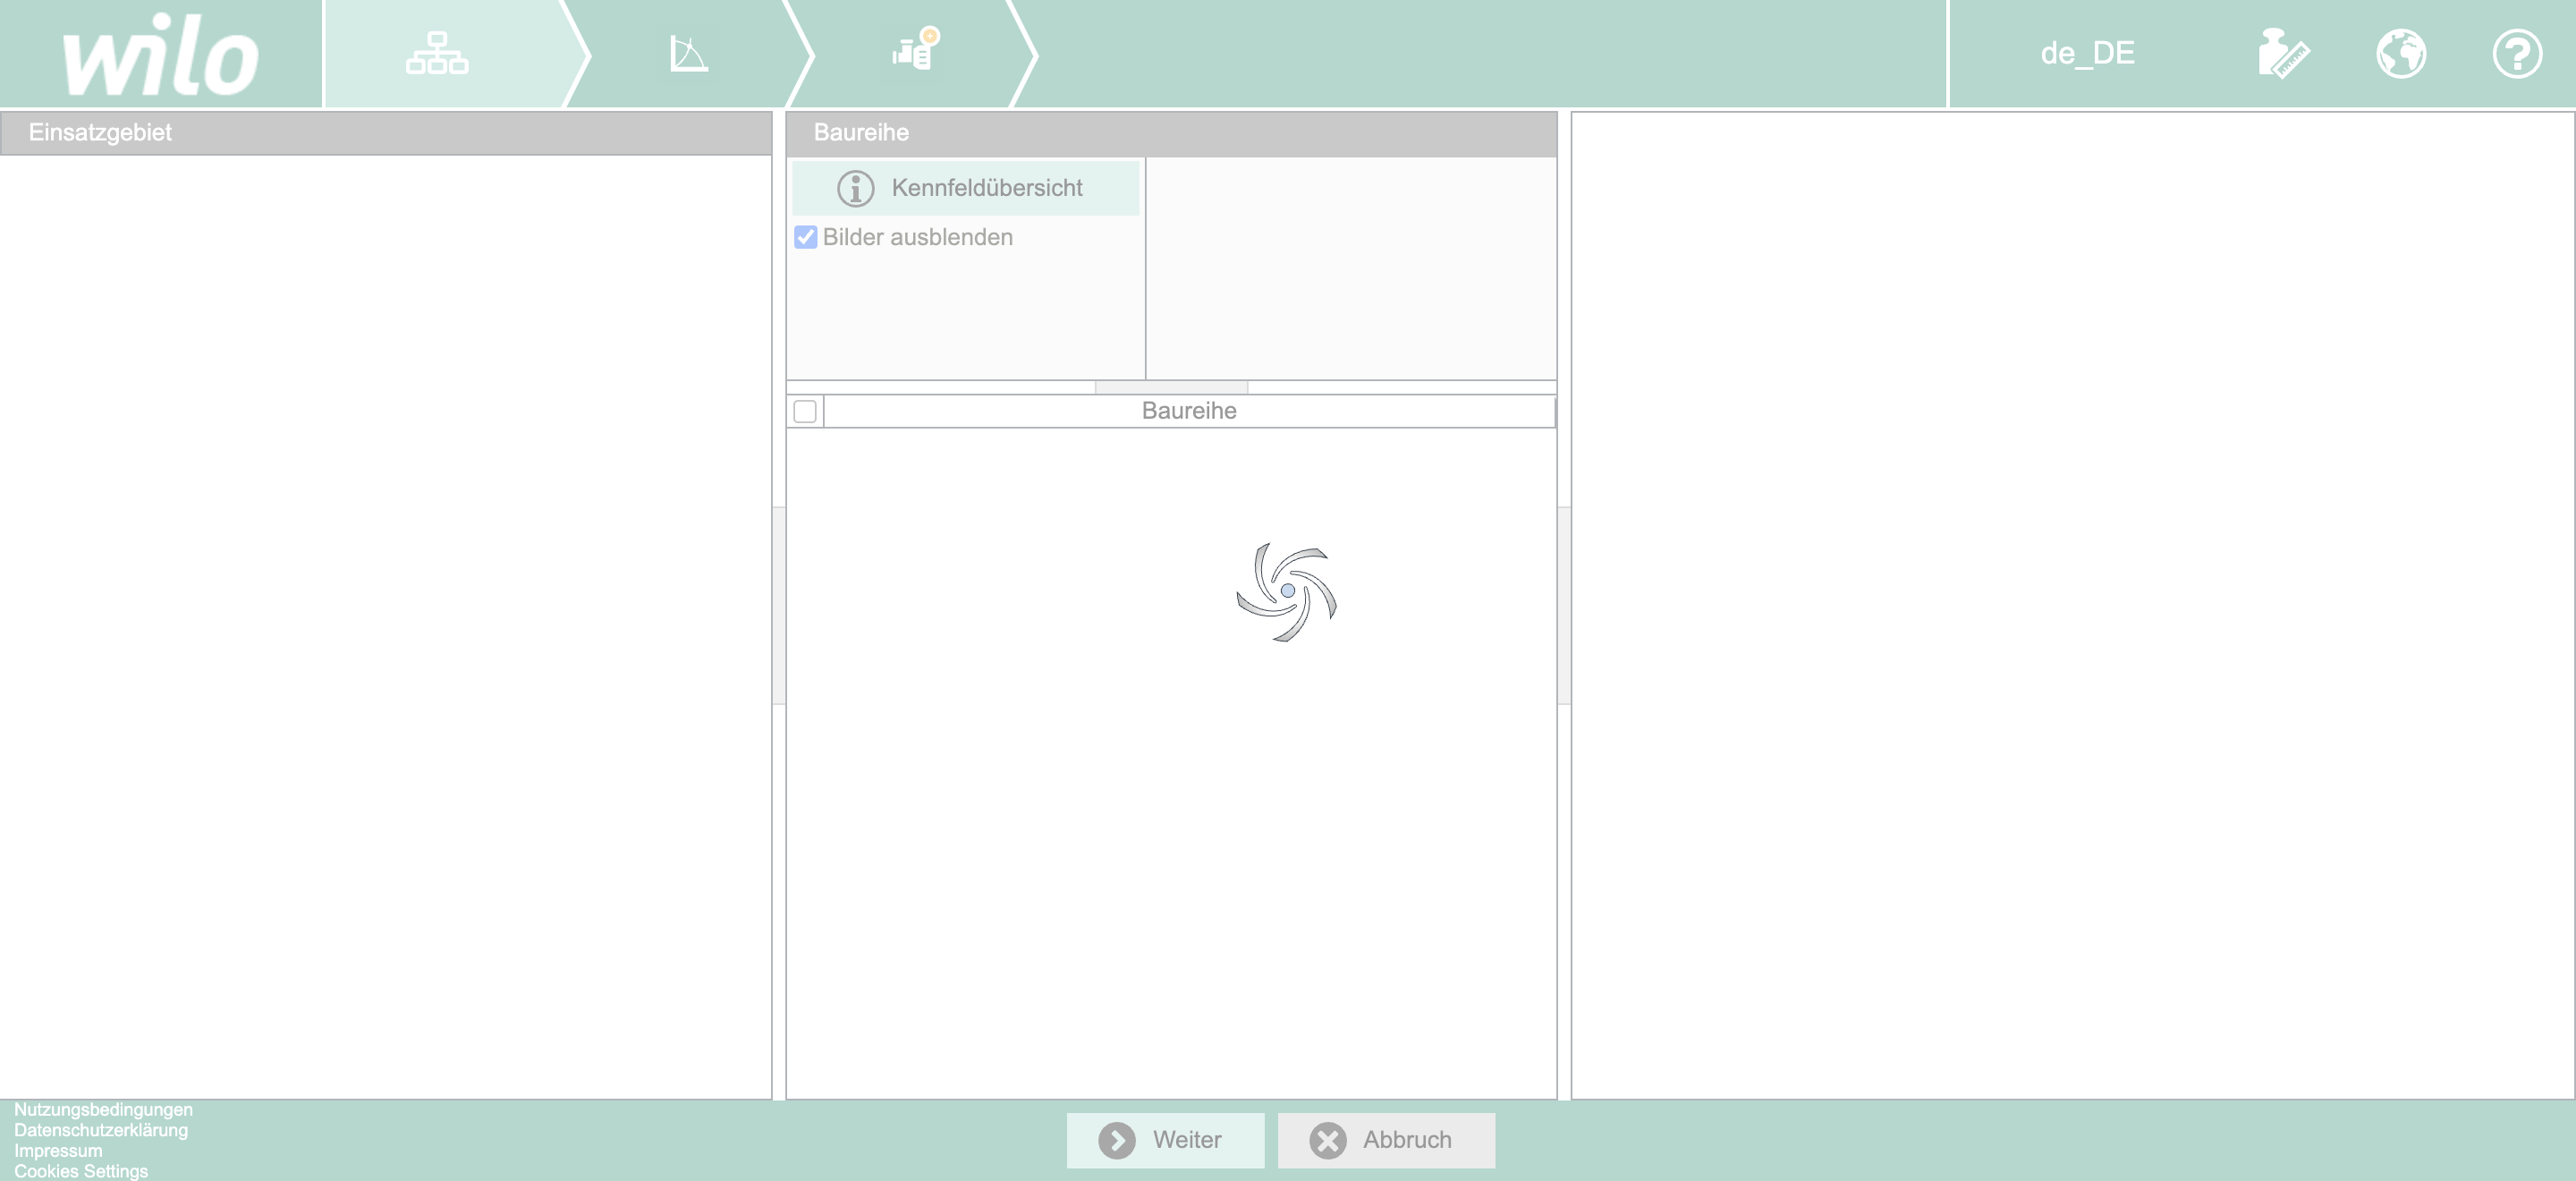 wilo
de_DE
Einsatzgebiet
Baureihe
Kennfeldübersicht
Bilder ausblenden
Baureihe
Nutzungsbedingungen
Datenschutzerklärung
Impressum
Cookies Settings
Weiter
Abbruch